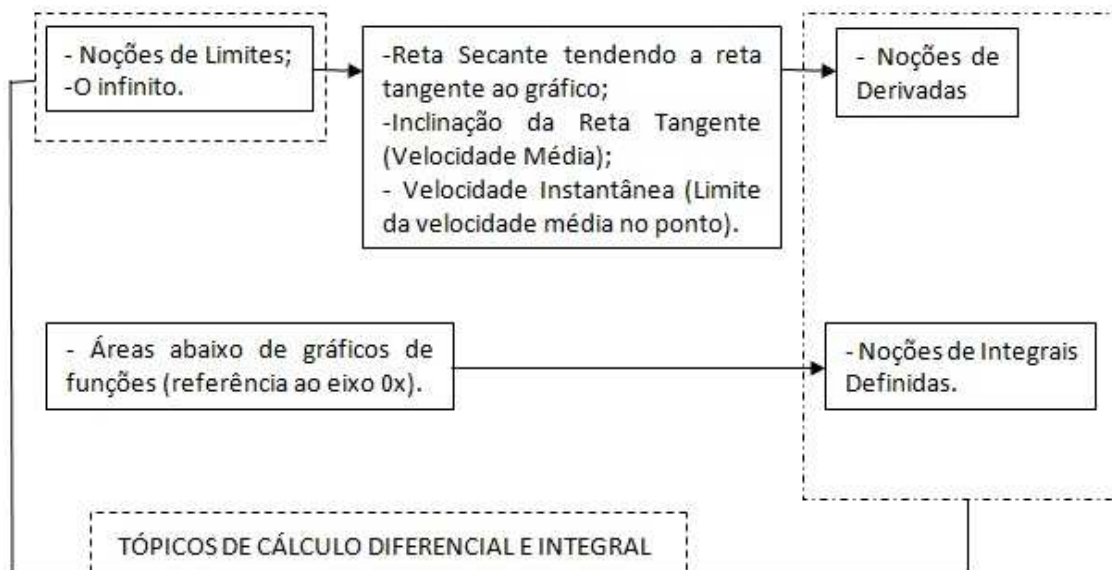 - Noções de Limites;
-O infinito.
-Reta Secante tendendo a reta
tangente ao gráfico;
-Inclinação da Reta Tangente
(Velocidade Média);
- Velocidade Instantânea (Limite
da velocidade média no ponto).
- Noções de
Derivadas
- Áreas abaixo de gráficos de
funções (referência ao eixo 0x).
- Noções de Integrais
Definidas.
TÓPICOS DE CÁLCULO DIFERENCIAL E INTEGRAL